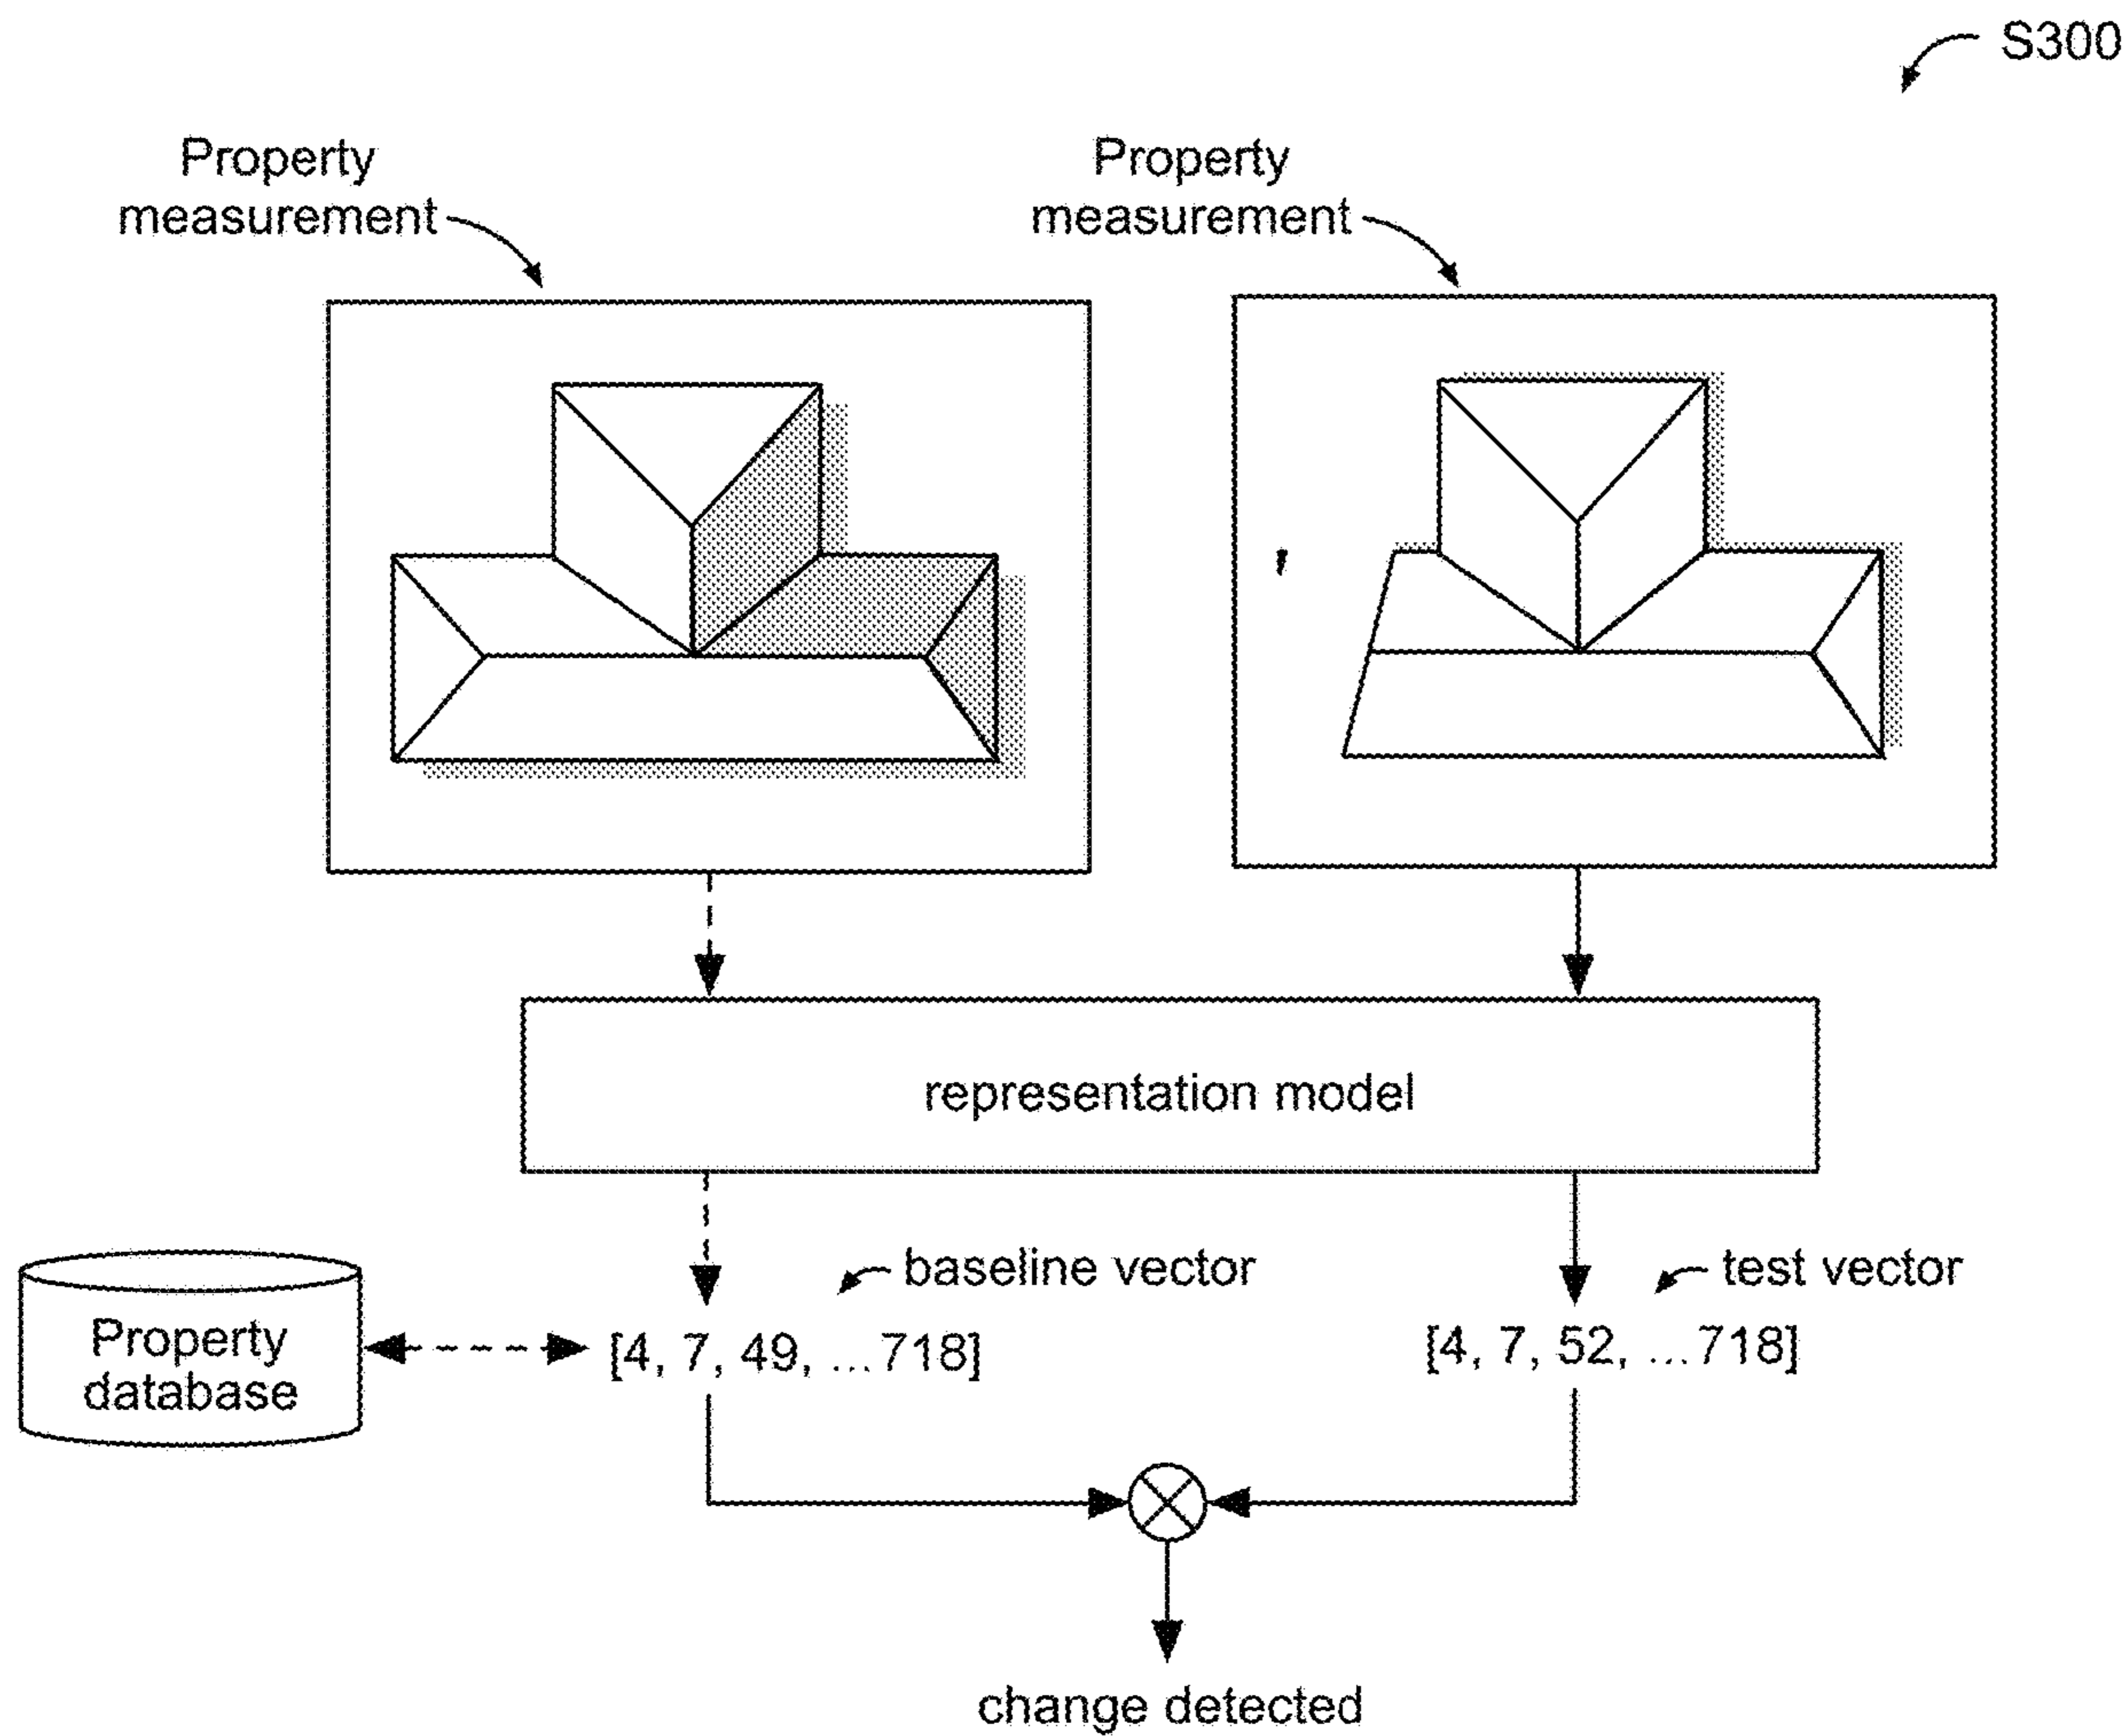 S300
Property
measurement
Property
measurement
representation model
baseline vector
test vector
Property
database
[4, 7, 49, ...718]
[4, 7, 52, ...718]
change detected